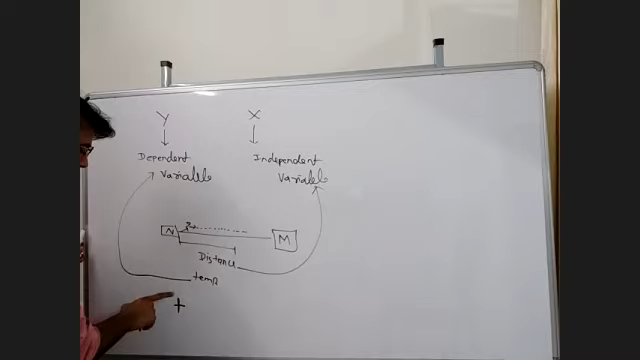 Y X
Dependent Variable
Independent Variable
N M
Distance
temp
+